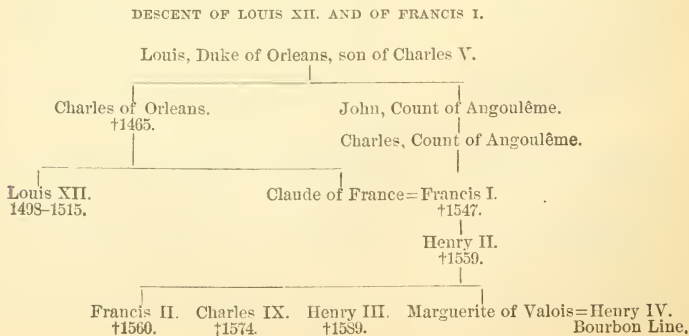 DESCENT OF LOUIS XII. AND OF FRANCIS I.
Louis, Duke of Orleans, son of Charles V.
Charles of Orleans. John, Count of Angoulême.
†1465.
Charles, Count of Angoulême.
Louis XII. Claude of France=Francis I.
1498-1515. †1547.
Henry II.
†1559.
Francis II. Charles IX. Henry III. Marguerite of Valois=Henry IV.
†1560. †1574. †1589. Bourbon Line.